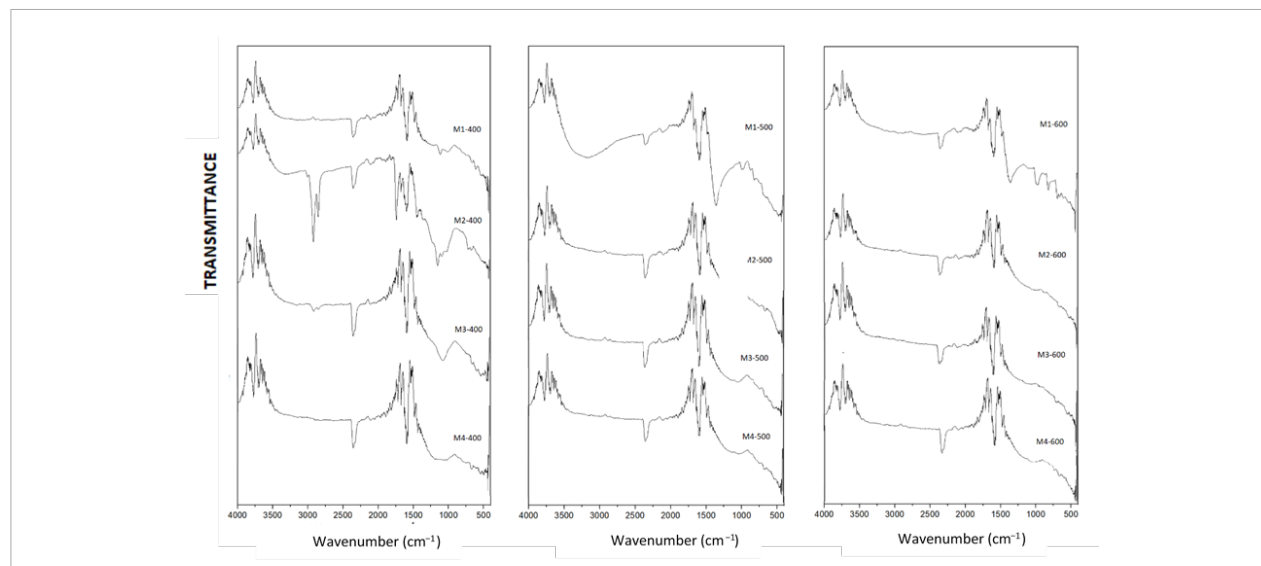 TRANSMITTANCE
M1-400
M2-400
M3-400
M4-400
4000 3500 3000 2500 2000 1500 1000 500
Wavenumber (cm⁻¹)
M1-500
M2-500
M3-500
M4-500
4000 3500 3000 2500 2000 1500 1000 500
Wavenumber (cm⁻¹)
M1-600
M2-600
M3-600
M4-600
4000 3500 3000 2500 2000 1500 1000 500
Wavenumber (cm⁻¹)